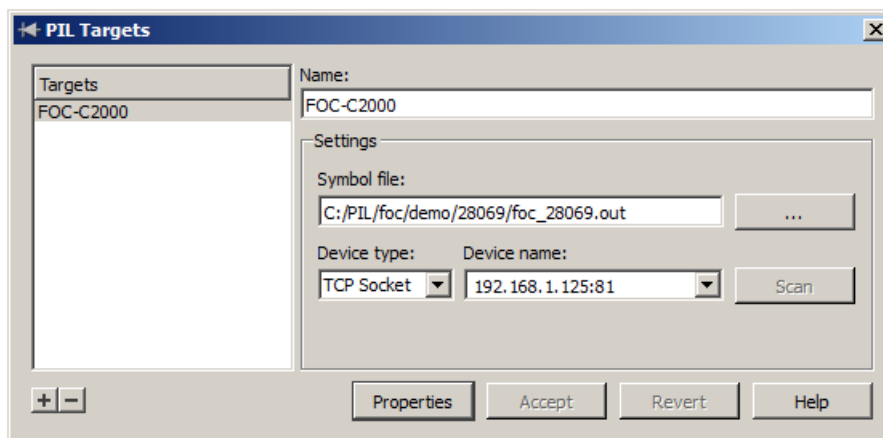 PIL Targets
Targets
FOC-C2000
Name:
FOC-C2000
Settings
Symbol file:
C:/PIL/foc/demo/28069/foc_28069.out
...
Device type: Device name:
TCP Socket 192.168.1.125:81 Scan
Properties Accept Revert Help